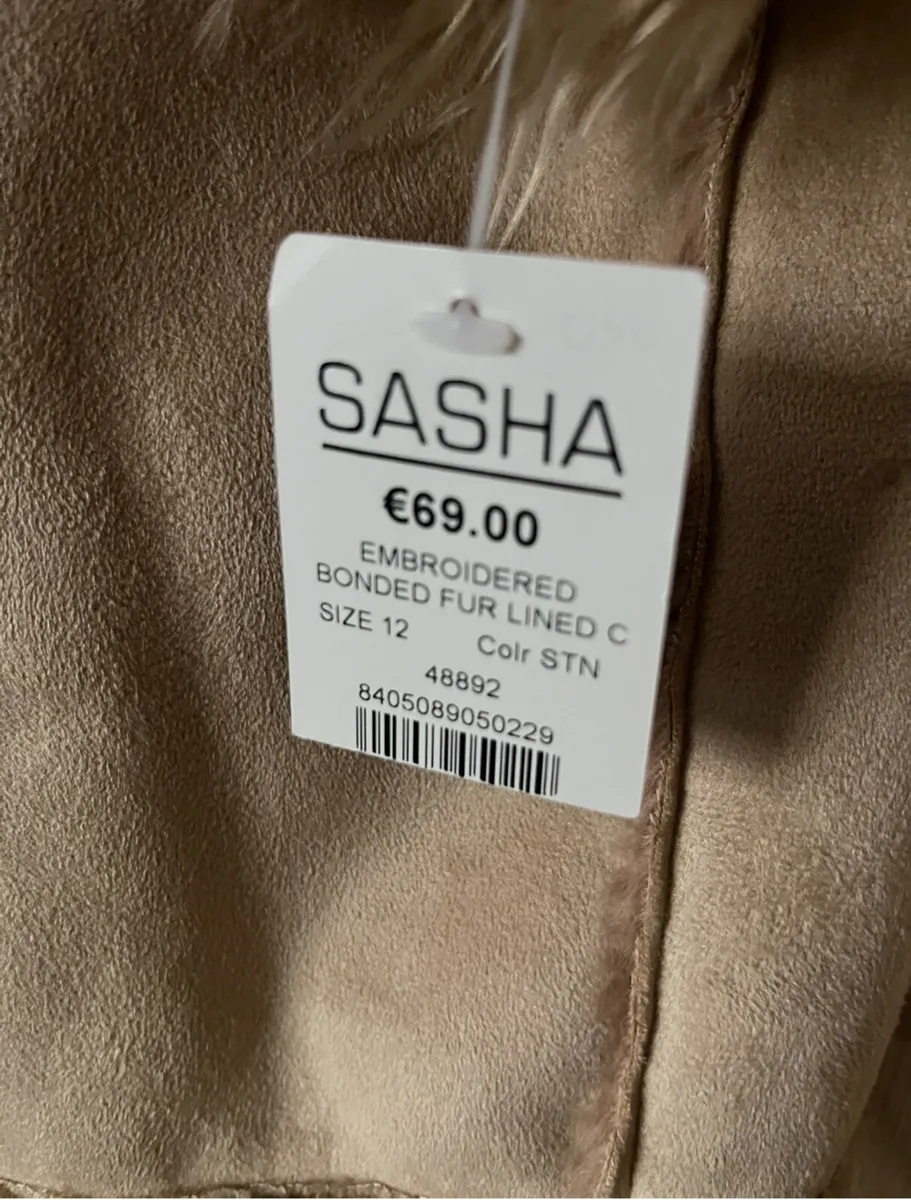 SASHA
€69.00
EMBROIDERED
BONDED FUR LINED C
SIZE 12 Colr STN
48892
8405089050229